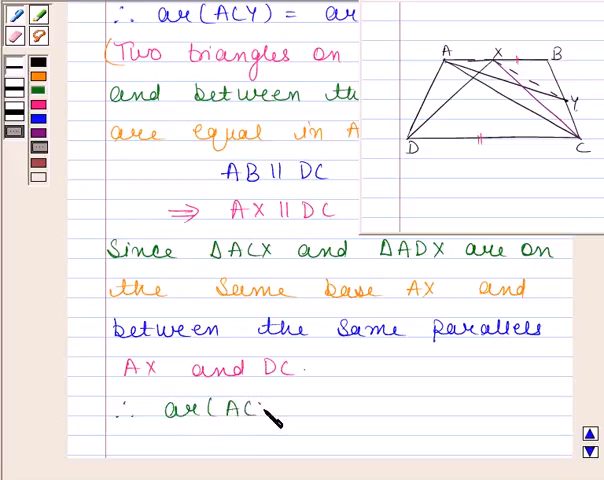 ∴ ar(ACY) = ar
(Two triangles on
and between the
are equal in A
AB || DC
⇒ AX || DC
Since ΔACX and ΔADX are on
the Same base AX and
between the Same parallels
AX and DC.
∴ ar(AC
A X B
Y
D C